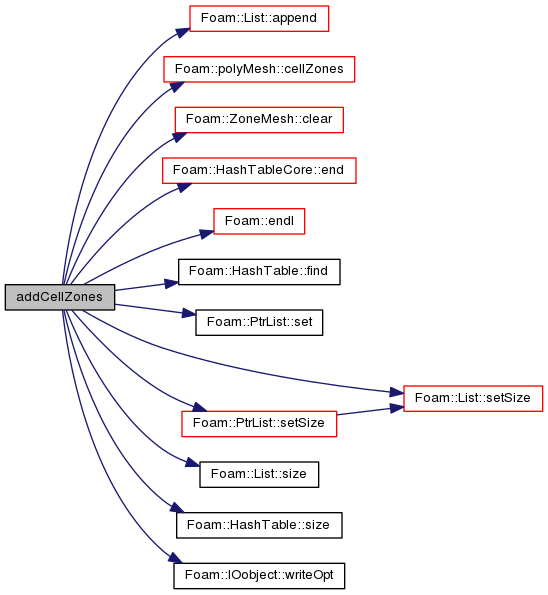 Foam::List::append
Foam::polyMesh::cellZones
Foam::ZoneMesh::clear
Foam::HashTableCore::end
Foam::endl
Foam::HashTable::find
addCellZones
Foam::PtrList::set
Foam::List::setSize
Foam::PtrList::setSize
Foam::List::size
Foam::HashTable::size
Foam::IOobject::writeOpt